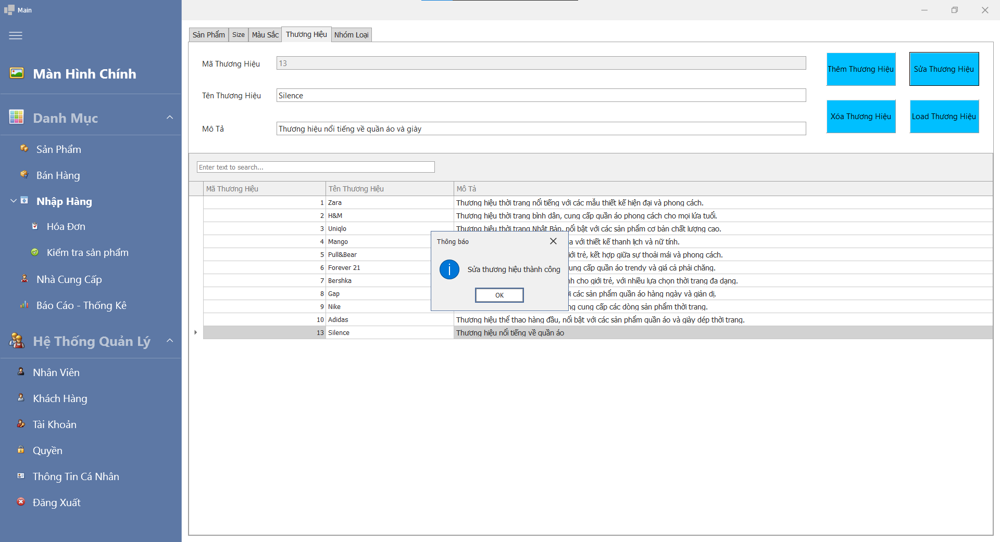 Main
Màn Hình Chính
Danh Mục
Sản Phẩm
Bán Hàng
Nhập Hàng
Hóa Đơn
Kiểm tra sản phẩm
Nhà Cung Cấp
Báo Cáo - Thống Kê
Hệ Thống Quản Lý
Nhân Viên
Khách Hàng
Tài Khoản
Quyền
Thông Tin Cá Nhân
Đăng Xuất
Sản Phẩm Size Màu Sắc Thương Hiệu Nhóm Loại
Mã Thương Hiệu 13
Tên Thương Hiệu Silence
Mô Tả Thương hiệu nổi tiếng về quần áo và giày
Thêm Thương Hiệu Sửa Thương Hiệu
Xóa Thương Hiệu Load Thương Hiệu
Enter text to search...
Mã Thương Hiệu Tên Thương Hiệu Mô Tả
1 Zara Thương hiệu thời trang nổi tiếng với các mẫu thiết kế hiện đại và phong cách.
2 H&M Thương hiệu thời trang bình dân, cung cấp quần áo phong cách cho mọi lứa tuổi.
3 Uniqlo Thương hiệu thời trang Nhật Bản, nổi bật với các sản phẩm cơ bản chất lượng cao.
4 Mango với thiết kế thanh lịch và nữ tính.
5 Pull&Bear trẻ, kết hợp giữa sự thoải mái và phong cách.
6 Forever 21 cấp quần áo trendy và giá cả phải chăng.
7 Bershka cho giới trẻ, với nhiều lựa chọn thời trang đa dạng.
8 Gap các sản phẩm quần áo hàng ngày và giản dị.
9 Nike cung cấp các dòng sản phẩm thời trang.
10 Adidas Thương hiệu thể thao hàng đầu, nổi bật với các sản phẩm quần áo và giày dép thời trang.
13 Silence Thương hiệu nổi tiếng về quần áo
Thông báo
Sửa thương hiệu thành công
OK